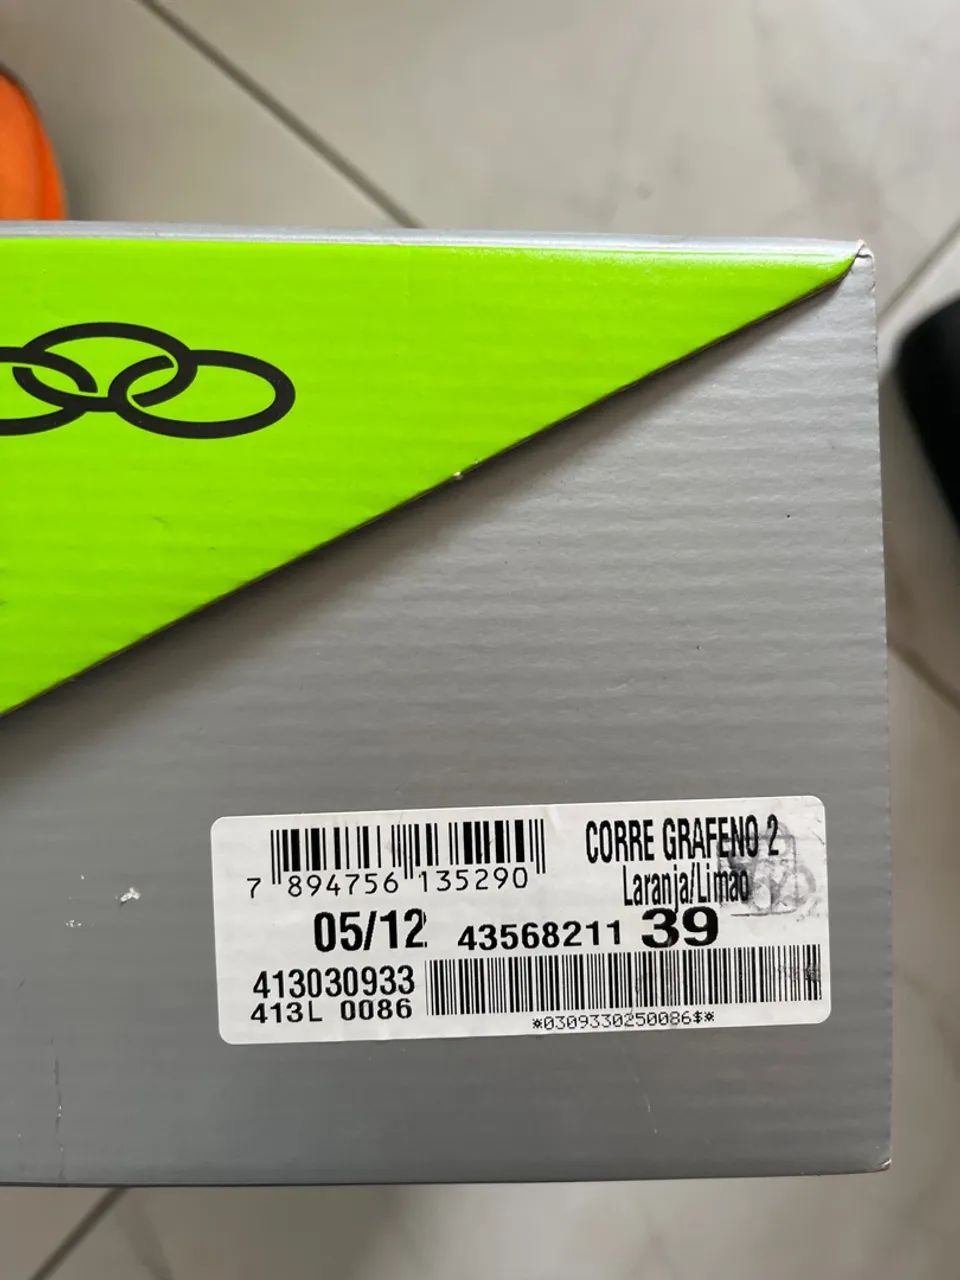 CORRE GRAFENO 2
Laranja/Limao
7 894756 135290
05/12 43568211 39
413030933
413L 0086
*0309330250086$*